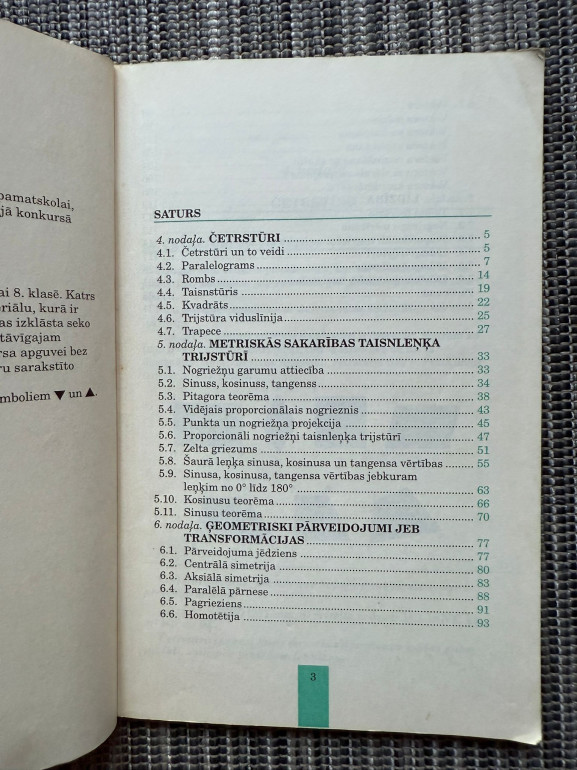 pamatskolai,
jā konkursā
ai 8. klasē. Katrs
riālu, kurā ir
as izklāsta seko
tāvīgajam
rsa apguvei bez
ru sarakstīto
mboliem ▼ un ▲.
SATURS
4. nodaļa. ČETRSTŪRI 5
4.1. Četrstūri un to veidi 5
4.2. Paralelograms 7
4.3. Rombs 14
4.4. Taisnstūris 19
4.5. Kvadrāts 22
4.6. Trijstūra viduslīnija 25
4.7. Trapece 27
5. nodaļa. METRISKĀS SAKARĪBAS TAISNLEŅĶA
TRIJSTŪRĪ 33
5.1. Nogriežņu garumu attiecība 33
5.2. Sinuss, kosinuss, tangenss 34
5.3. Pitagora teorēma 38
5.4. Vidējais proporcionālais nogrieznis 43
5.5. Punkta un nogriežņa projekcija 45
5.6. Proporcionāli nogriežņi taisnleņķa trijstūrī 47
5.7. Zelta griezums 51
5.8. Šaurā leņķa sinusa, kosinusa un tangensa vērtības 55
5.9. Sinusa, kosinusa, tangensa vērtības jebkuram
leņķim no 0° līdz 180° 63
5.10. Kosinusu teorēma 66
5.11. Sinusu teorēma 70
6. nodaļa. ĢEOMETRISKI PĀRVEIDOJUMI JEB
TRANSFORMĀCIJAS 77
6.1. Pārveidojuma jēdziens 77
6.2. Centrālā simetrija 80
6.3. Aksiālā simetrija 83
6.4. Paralēlā pārnese 88
6.5. Pagrieziens 91
6.6. Homotētija 93
3